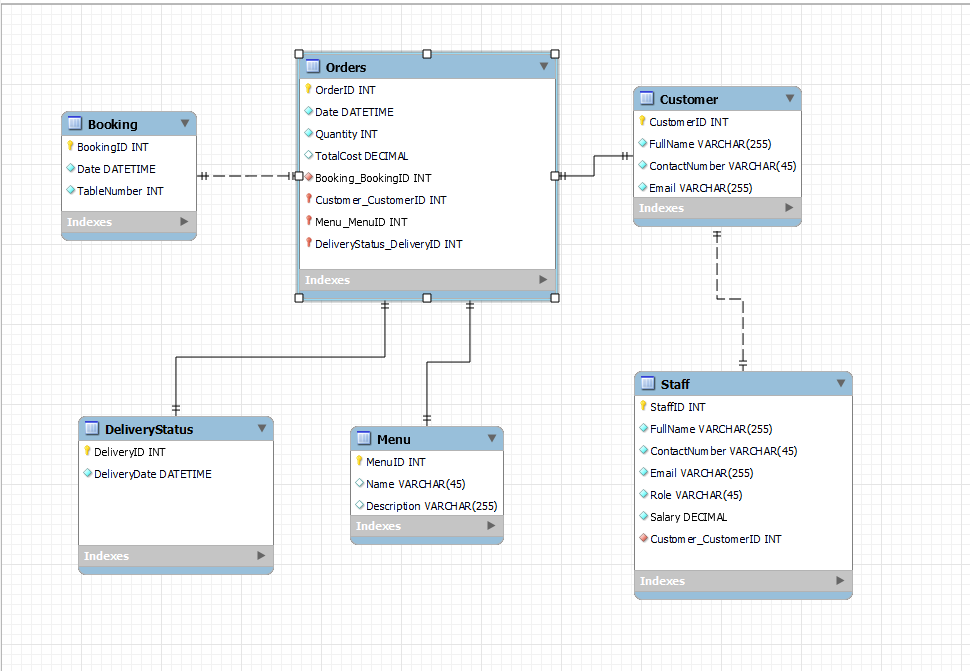 Booking
BookingID INT
Date DATETIME
TableNumber INT
Indexes
Orders
OrderID INT
Date DATETIME
Quantity INT
TotalCost DECIMAL
Booking_BookingID INT
Customer_CustomerID INT
Menu_MenuID INT
DeliveryStatus_DeliveryID INT
Indexes
Customer
CustomerID INT
FullName VARCHAR(255)
ContactNumber VARCHAR(45)
Email VARCHAR(255)
Indexes
DeliveryStatus
DeliveryID INT
DeliveryDate DATETIME
Indexes
Menu
MenuID INT
Name VARCHAR(45)
Description VARCHAR(255)
Indexes
Staff
StaffID INT
FullName VARCHAR(255)
ContactNumber VARCHAR(45)
Email VARCHAR(255)
Role VARCHAR(45)
Salary DECIMAL
Customer_CustomerID INT
Indexes